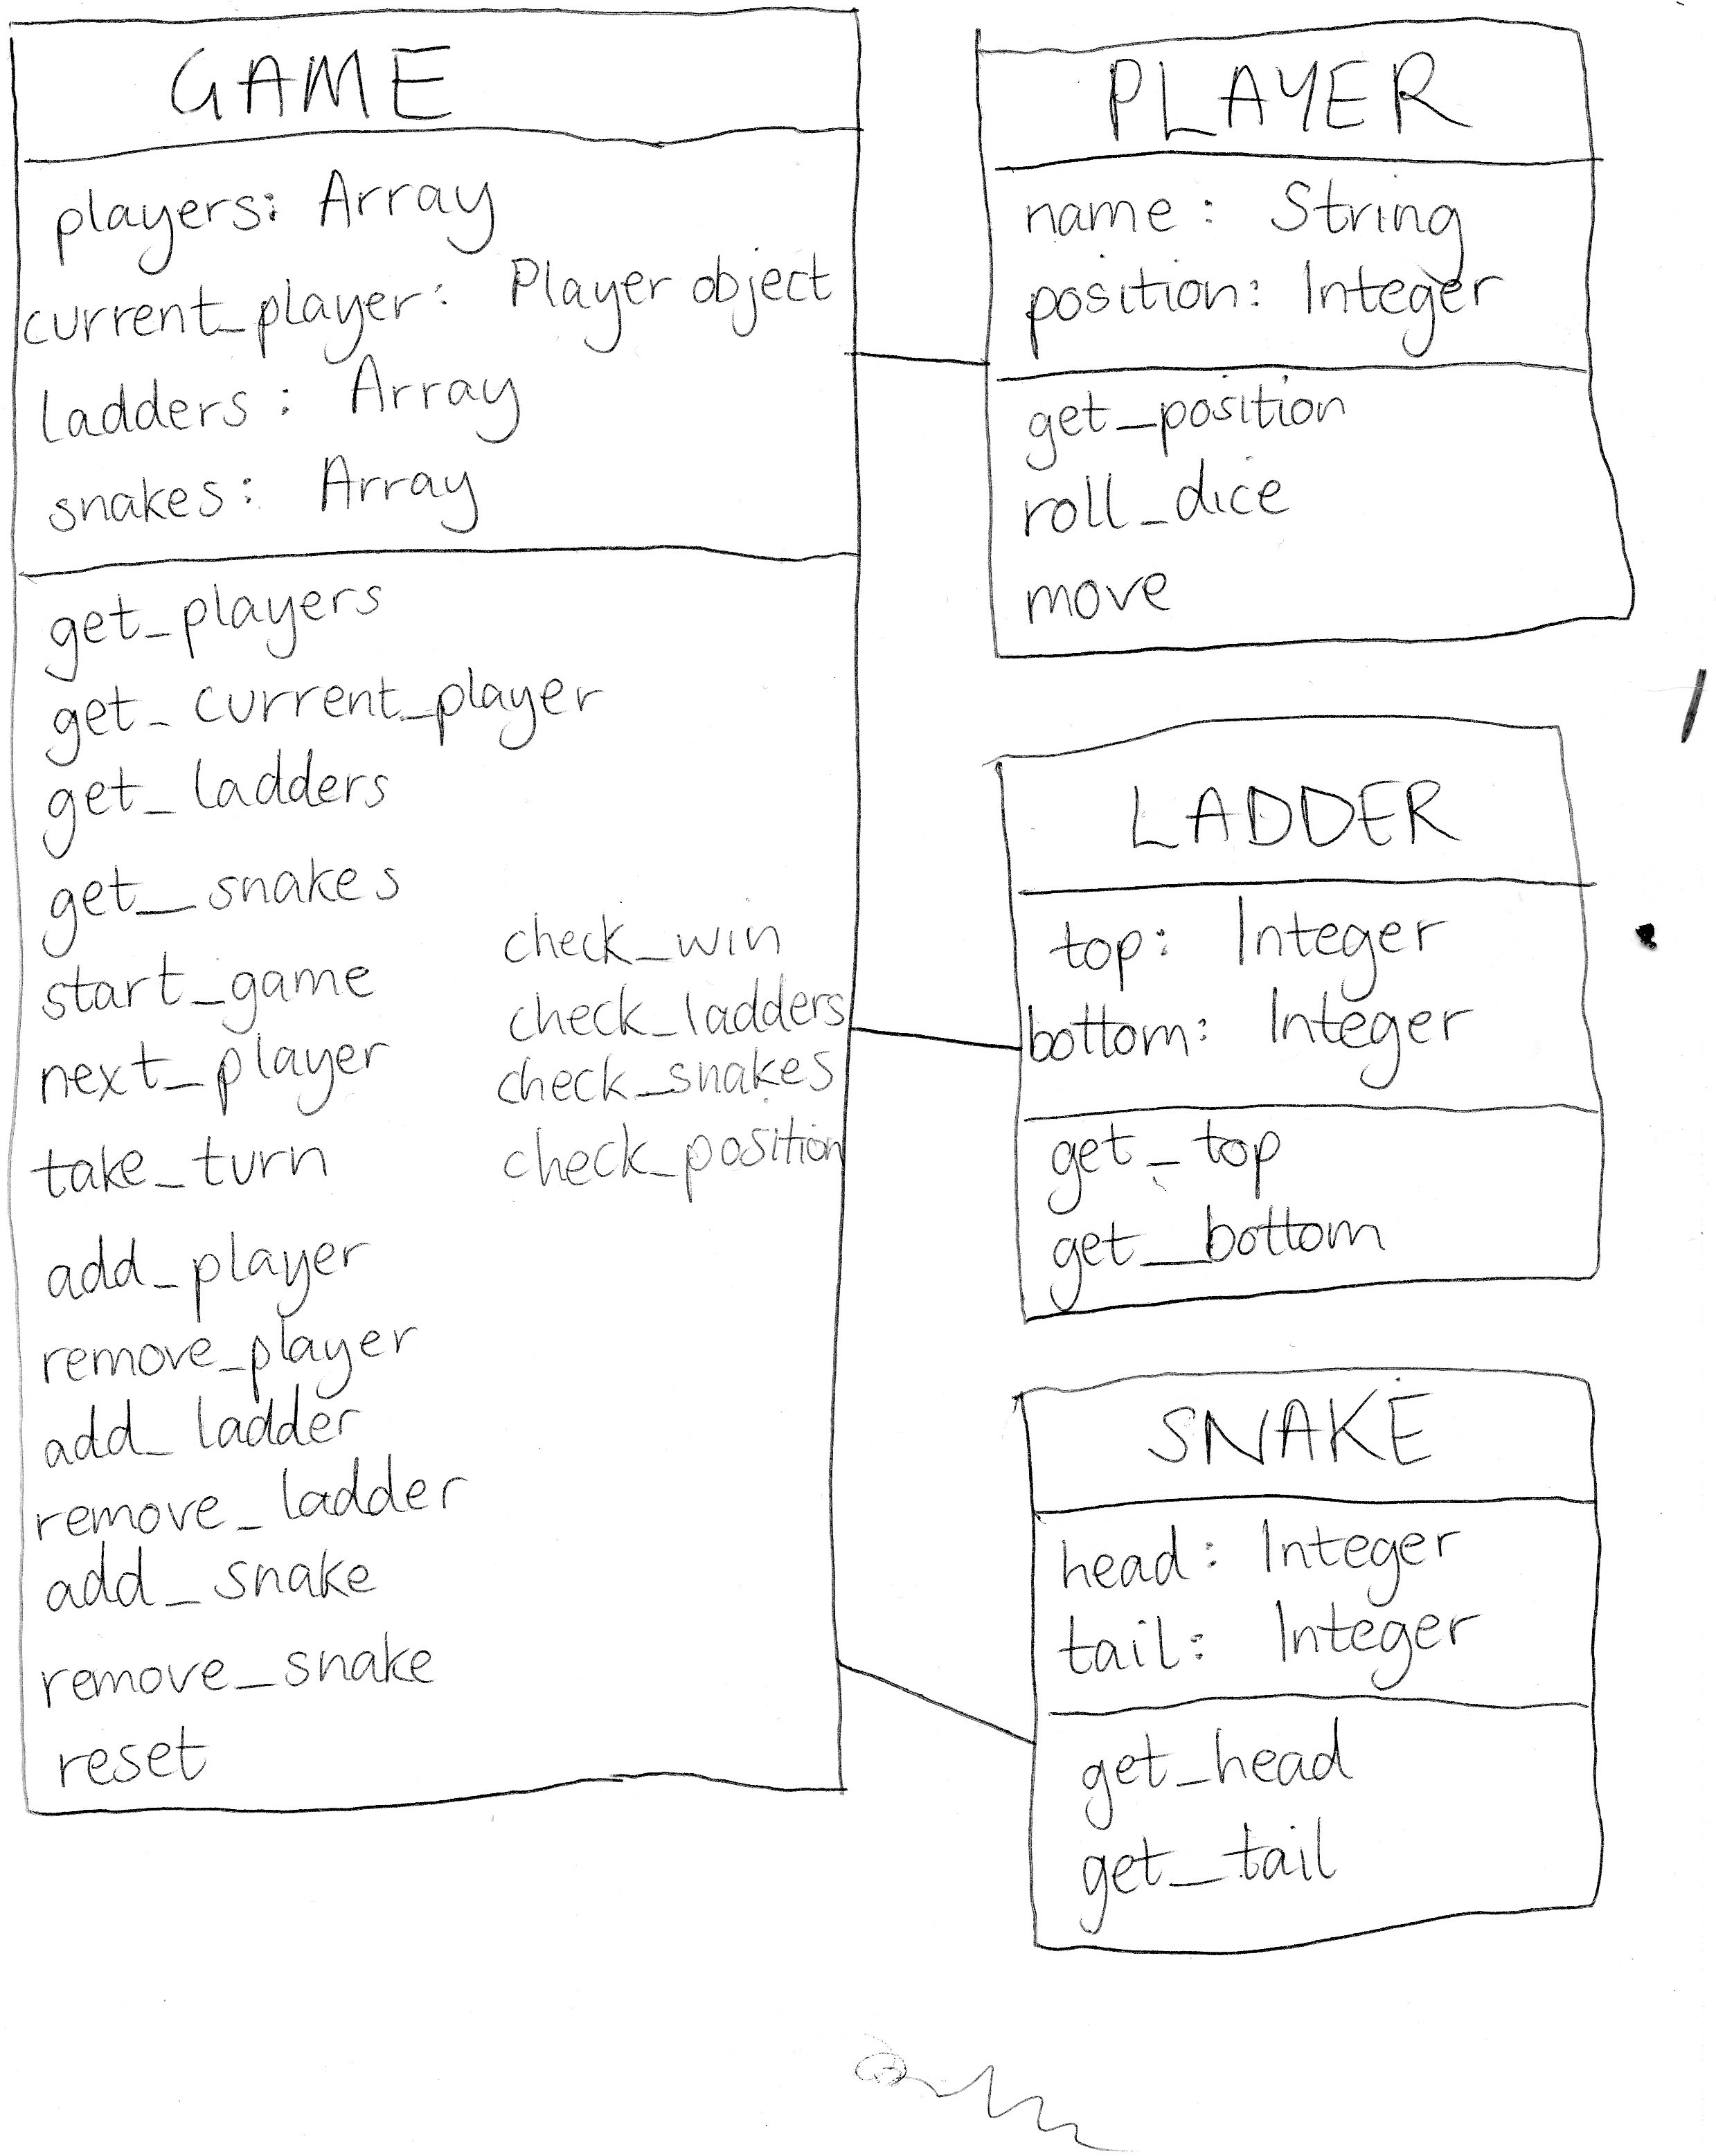 GAME
players: Array
current_player: Player object
ladders: Array
snakes: Array
get_players
get_current_player
get_ladders
get_snakes
start_game
next_player
take_turn
add_player
remove_player
add_ladder
remove_ladder
add_snake
remove_snake
reset
check_win
check_ladders
check_snakes
check_position
PLAYER
name: String
position: Integer
get_position
roll_dice
move
LADDER
top: Integer
bottom: Integer
get_top
get_bottom
SNAKE
head: Integer
tail: Integer
get_head
get_tail